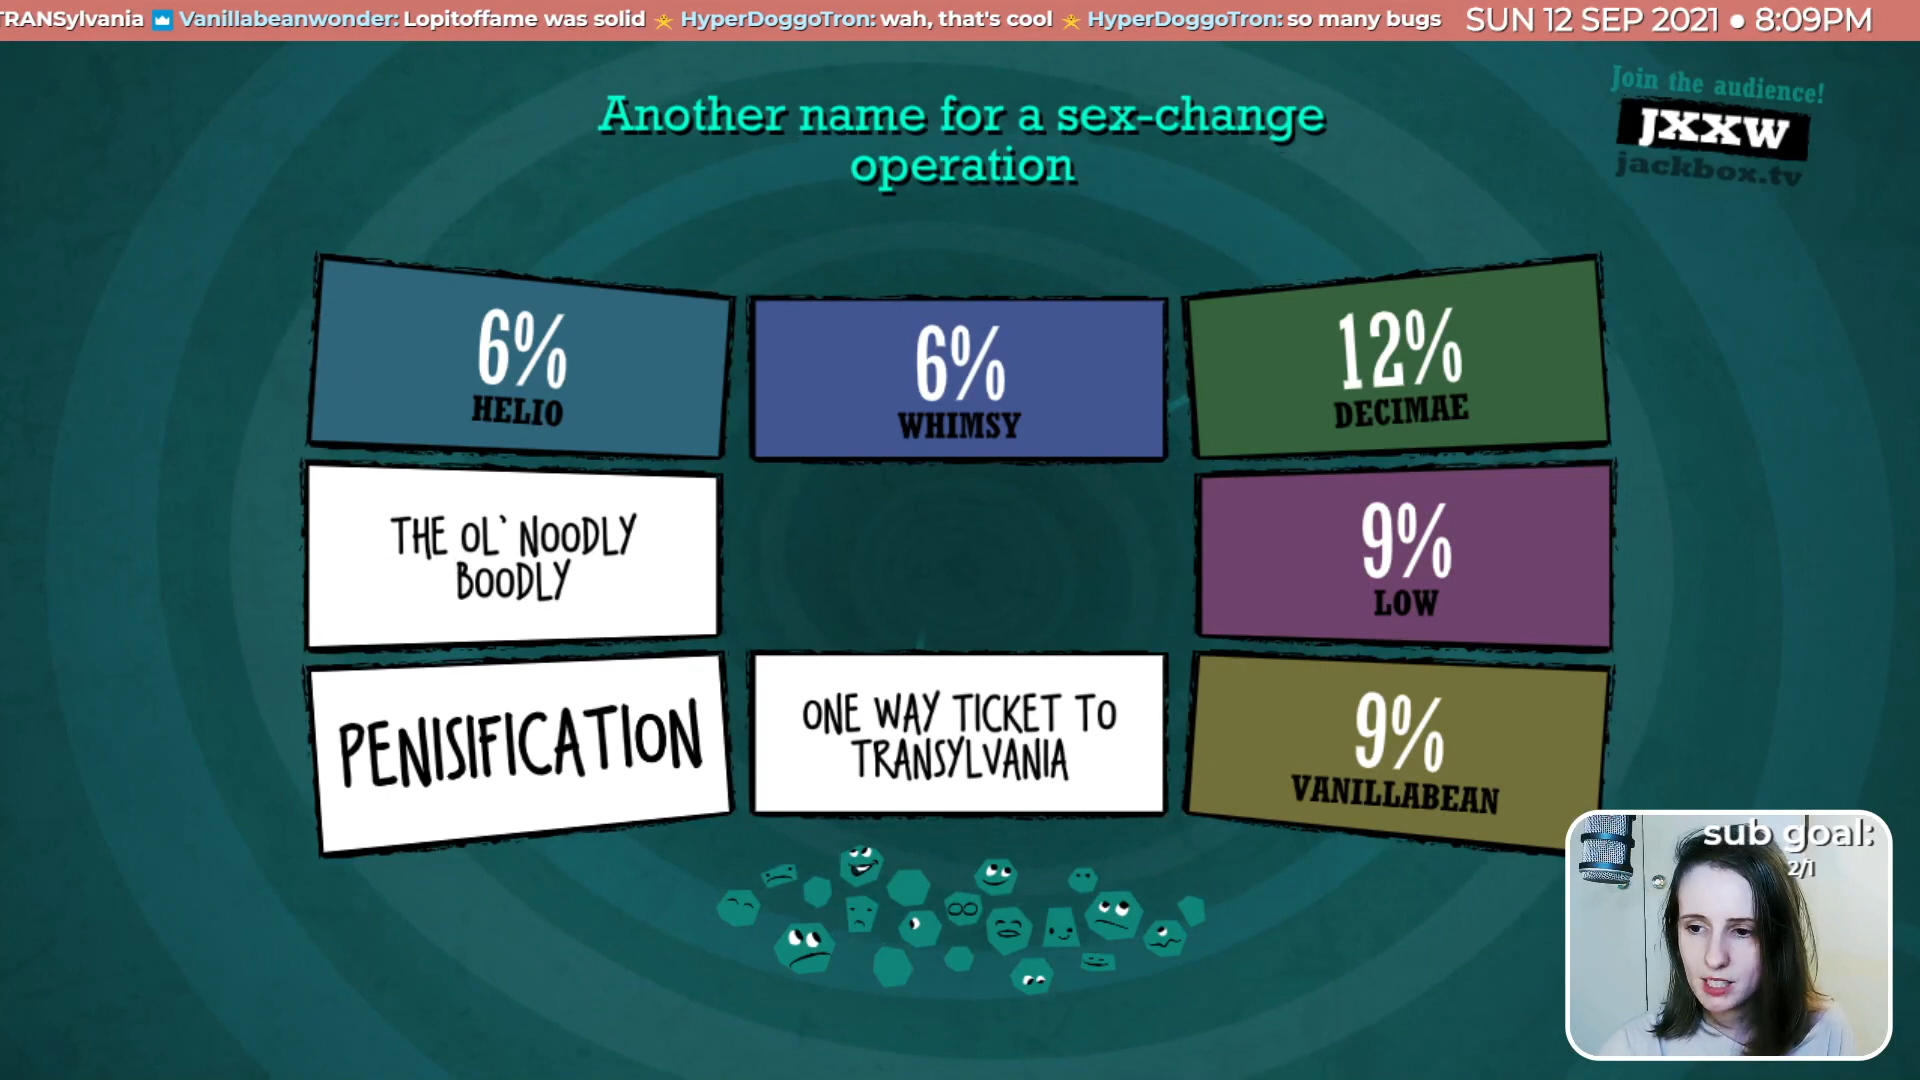 TRANSylvania Vanillabeanwonder: Lopitoffame was solid HyperDoggoTron: wah, that's cool HyperDoggoTron: so many bugs SUN 12 SEP 2021 ● 8:09PM
Join the audience!
JXXW
jackbox.tv
Another name for a sex-change
operation
6%
HELIO
6%
WHIMSY
12%
DECIMAE
THE OL' NOODLY
BOODLY
9%
LOW
PENISIFICATION
ONE WAY TICKET TO
TRANSYLVANIA
9%
VANILLABEAN
sub goal:
2/1